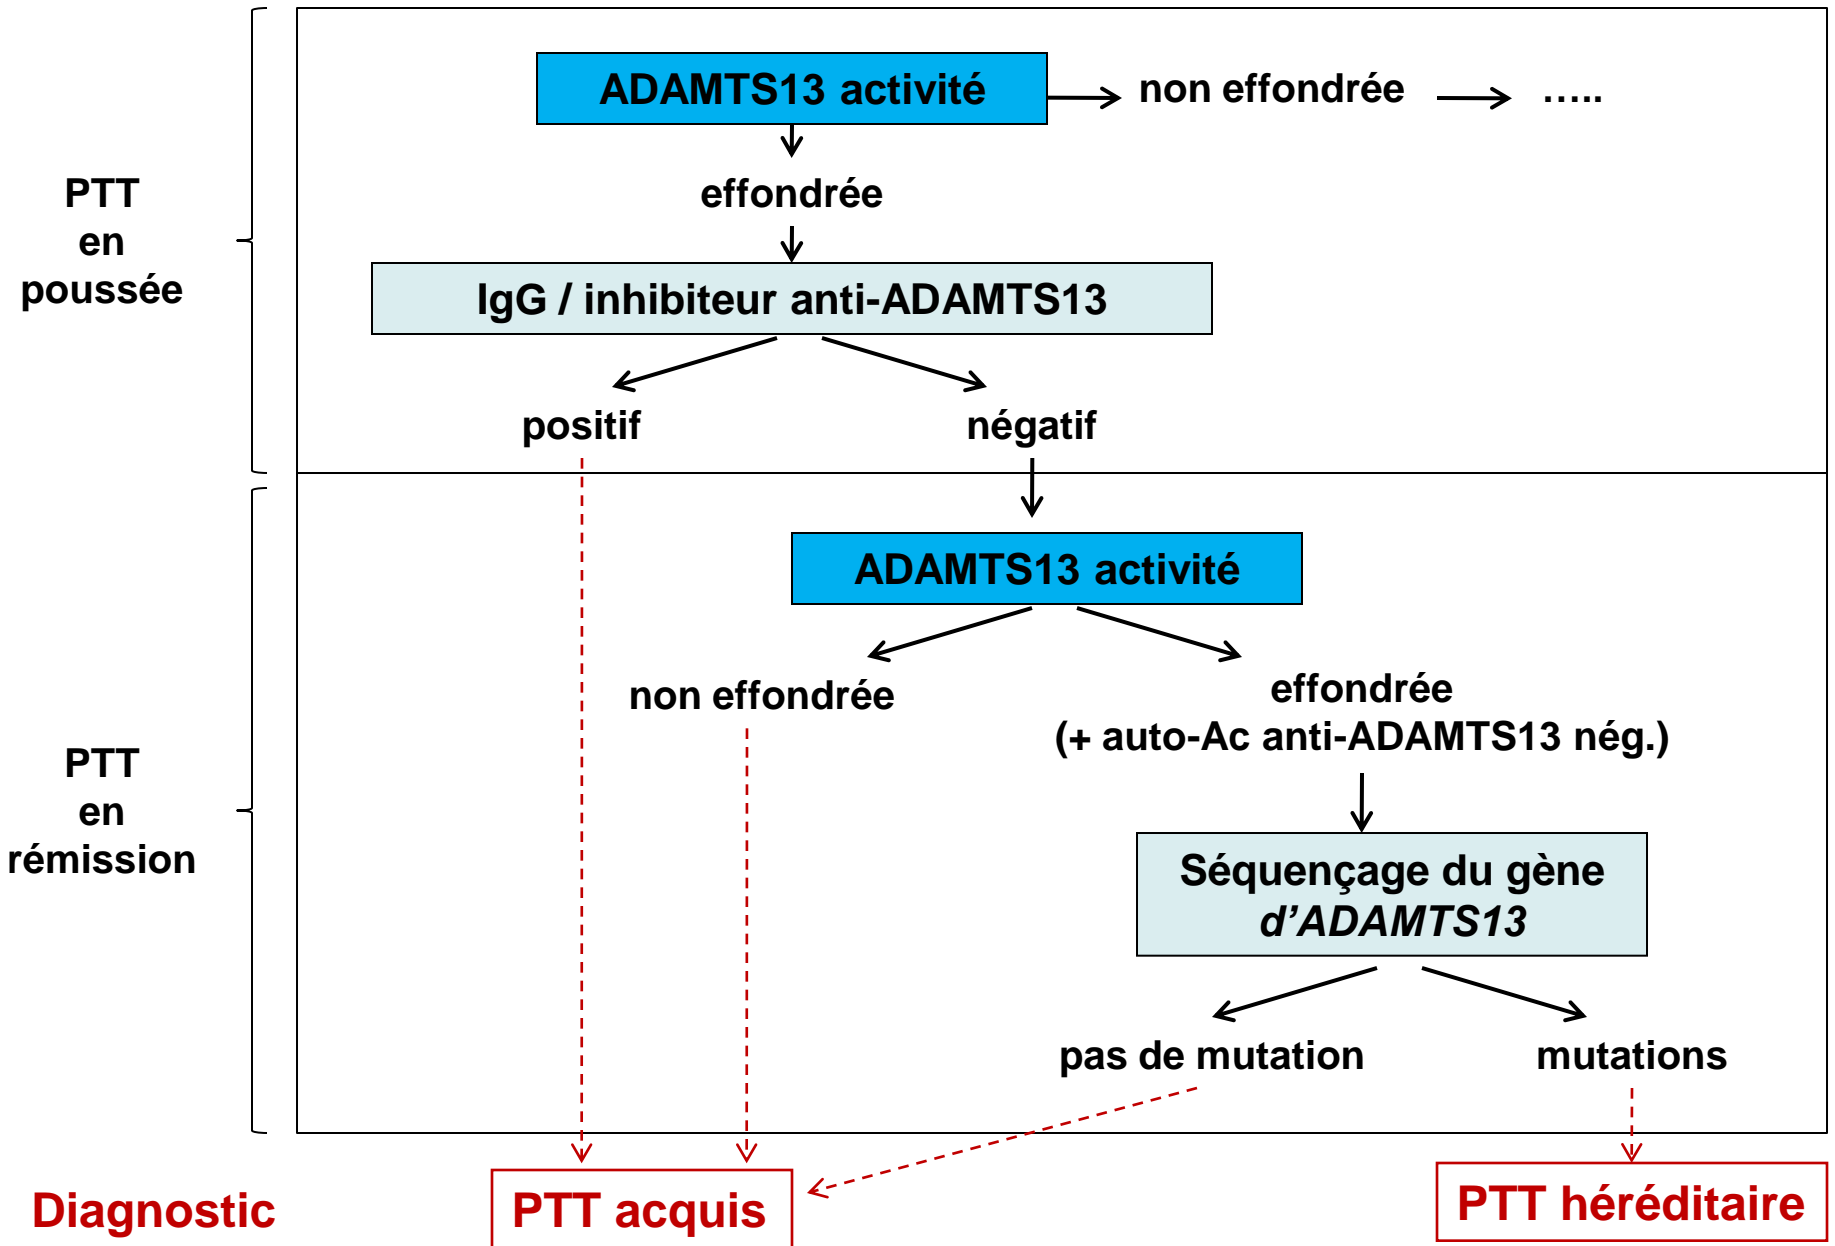 ADAMTS13 activité
non effondrée
…..
effondrée
PTT
en
poussée
IgG / inhibiteur anti-ADAMTS13
positif
négatif
ADAMTS13 activité
non effondrée
effondrée
(+ auto-Ac anti-ADAMTS13 nég.)
PTT
en
rémission
Séquençage du gène
d’ADAMTS13
pas de mutation
mutations
Diagnostic
PTT acquis
PTT héréditaire